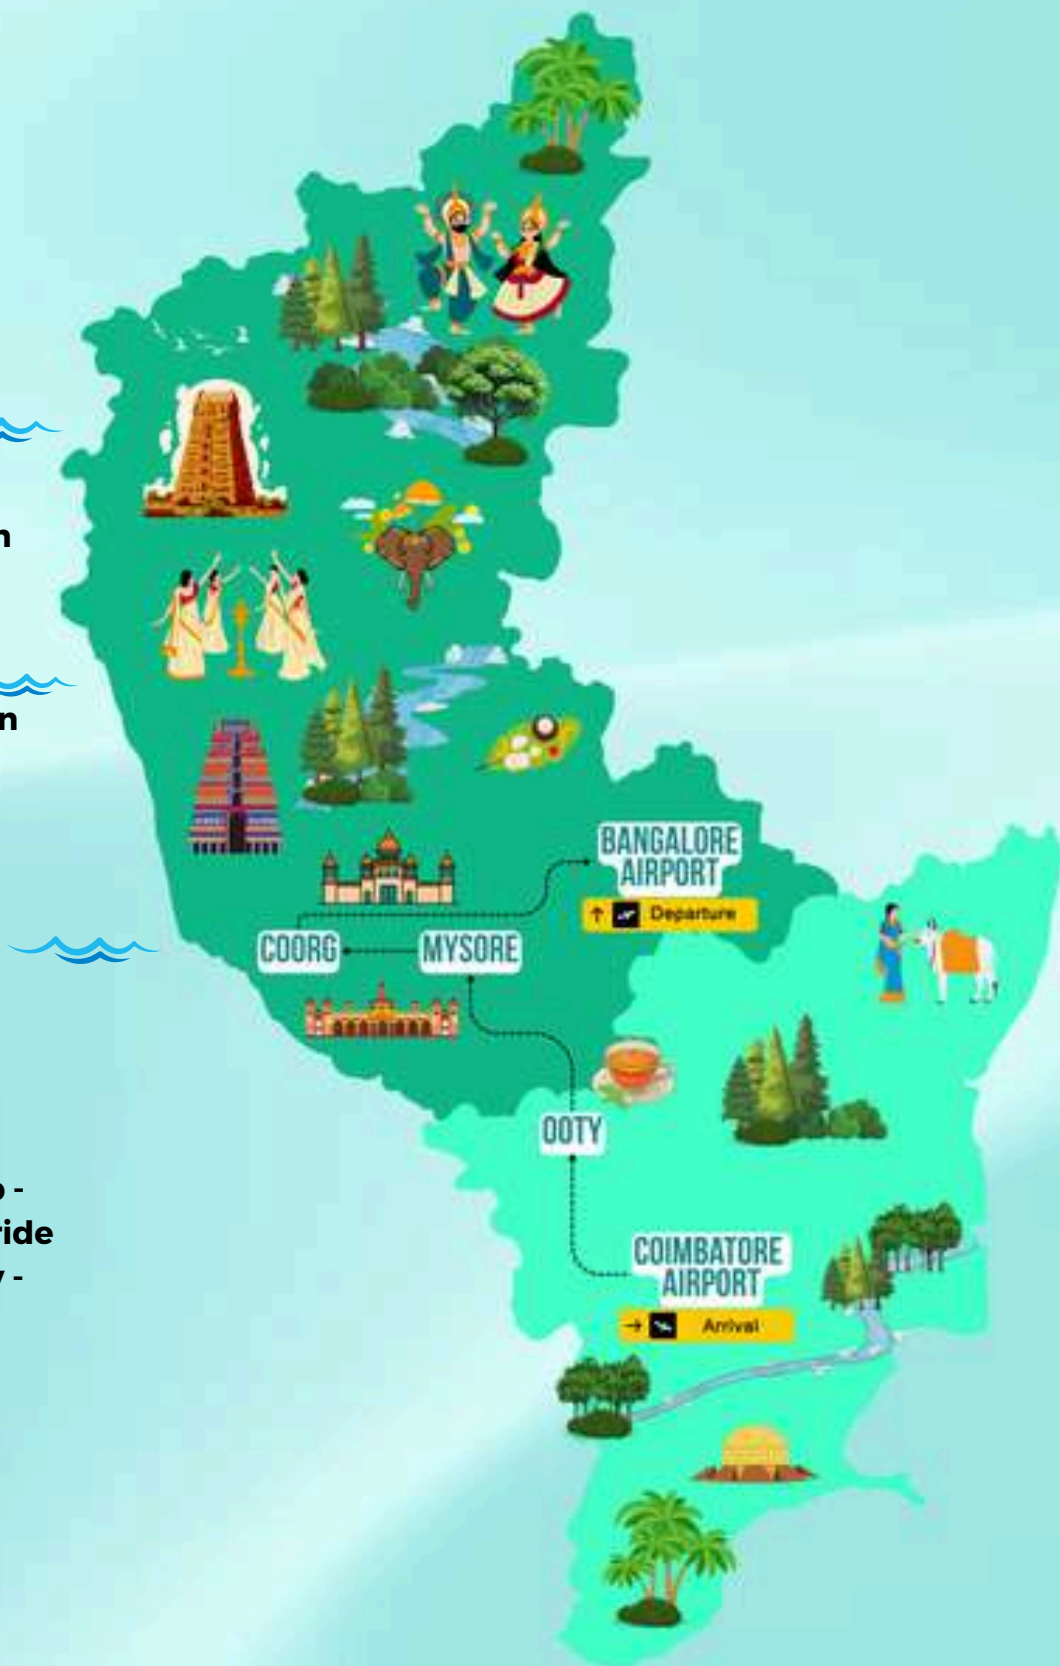 n
n
BANGALORE
AIRPORT
↑ Departure
COORG
MYSORE
OOTY
-
ride
-
COIMBATORE
AIRPORT
→ Arrival